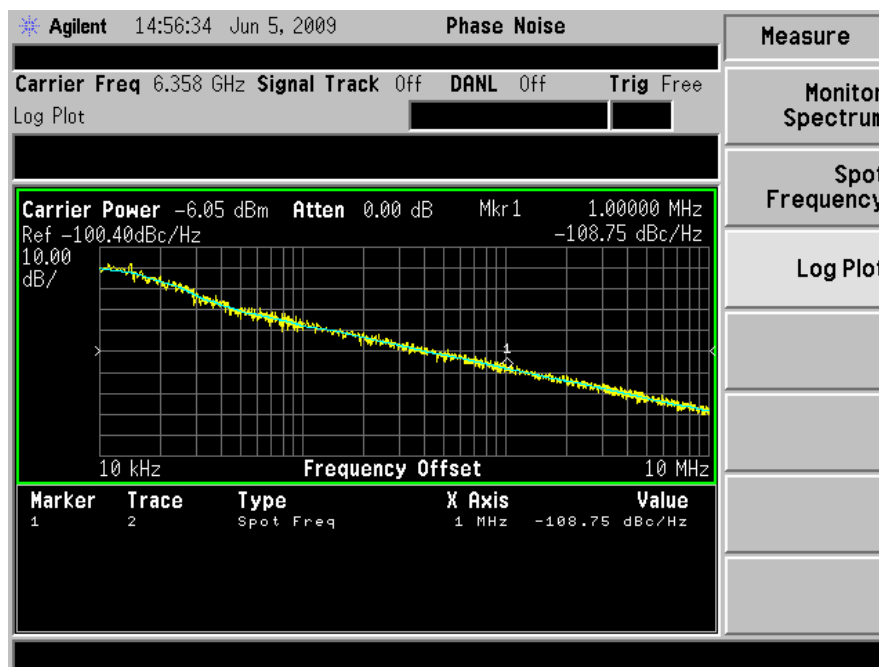 Agilent 14:56:34 Jun 5, 2009 Phase Noise
Measure
Carrier Freq 6.358 GHz Signal Track Off DANL Off Trig Free
Log Plot
Monitor
Spectrum
Spot
Frequency
Log Plot
Carrier Power -6.05 dBm Atten 0.00 dB Mkr1 1.00000 MHz
Ref -100.40dBc/Hz -108.75 dBc/Hz
10.00
dB/
1
10 kHz Frequency Offset 10 MHz
Marker Trace Type X Axis Value
1 2 Spot Freq 1 MHz -108.75 dBc/Hz